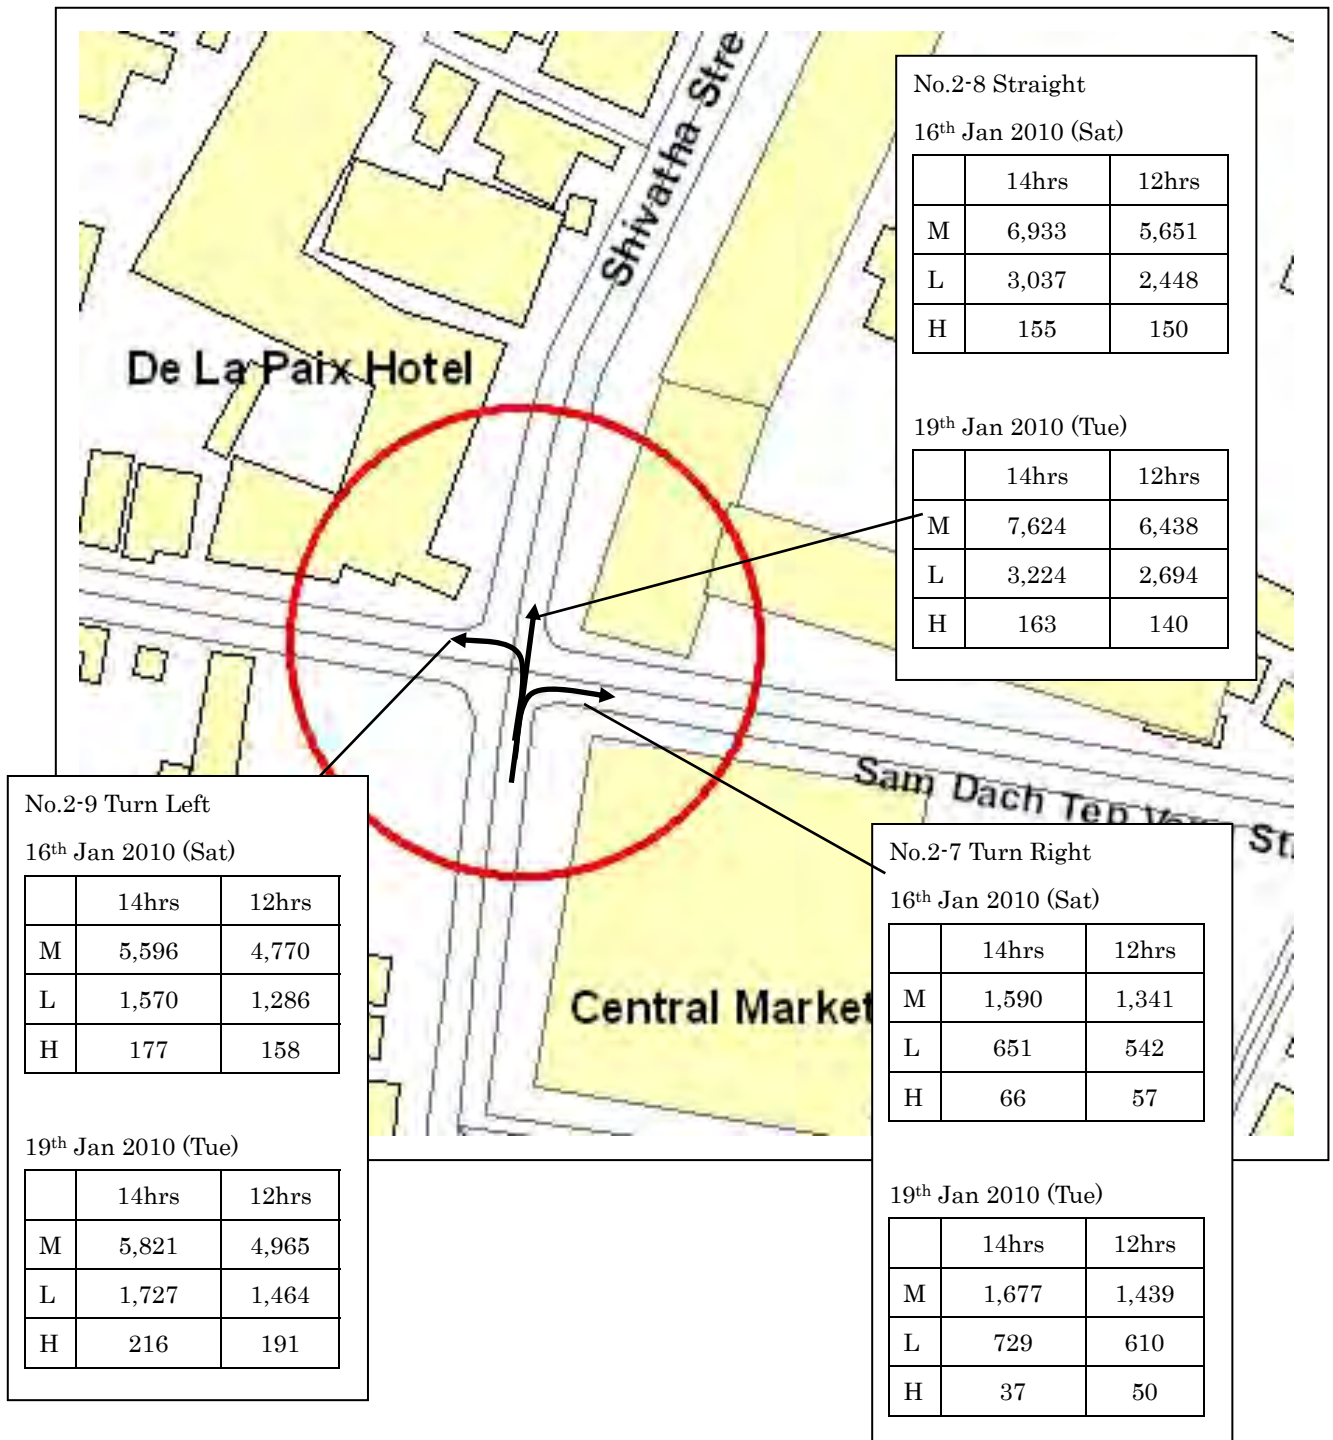 Shivatha Stre
De La Paix Hotel
Sam Dach Tep
St
Central Market
No.2-8 Straight
16th Jan 2010 (Sat)
14hrs 12hrs
M 6,933 5,651
L 3,037 2,448
H 155 150
19th Jan 2010 (Tue)
14hrs 12hrs
M 7,624 6,438
L 3,224 2,694
H 163 140
No.2-9 Turn Left
16th Jan 2010 (Sat)
14hrs 12hrs
M 5,596 4,770
L 1,570 1,286
H 177 158
19th Jan 2010 (Tue)
14hrs 12hrs
M 5,821 4,965
L 1,727 1,464
H 216 191
No.2-7 Turn Right
16th Jan 2010 (Sat)
14hrs 12hrs
M 1,590 1,341
L 651 542
H 66 57
19th Jan 2010 (Tue)
14hrs 12hrs
M 1,677 1,439
L 729 610
H 37 50